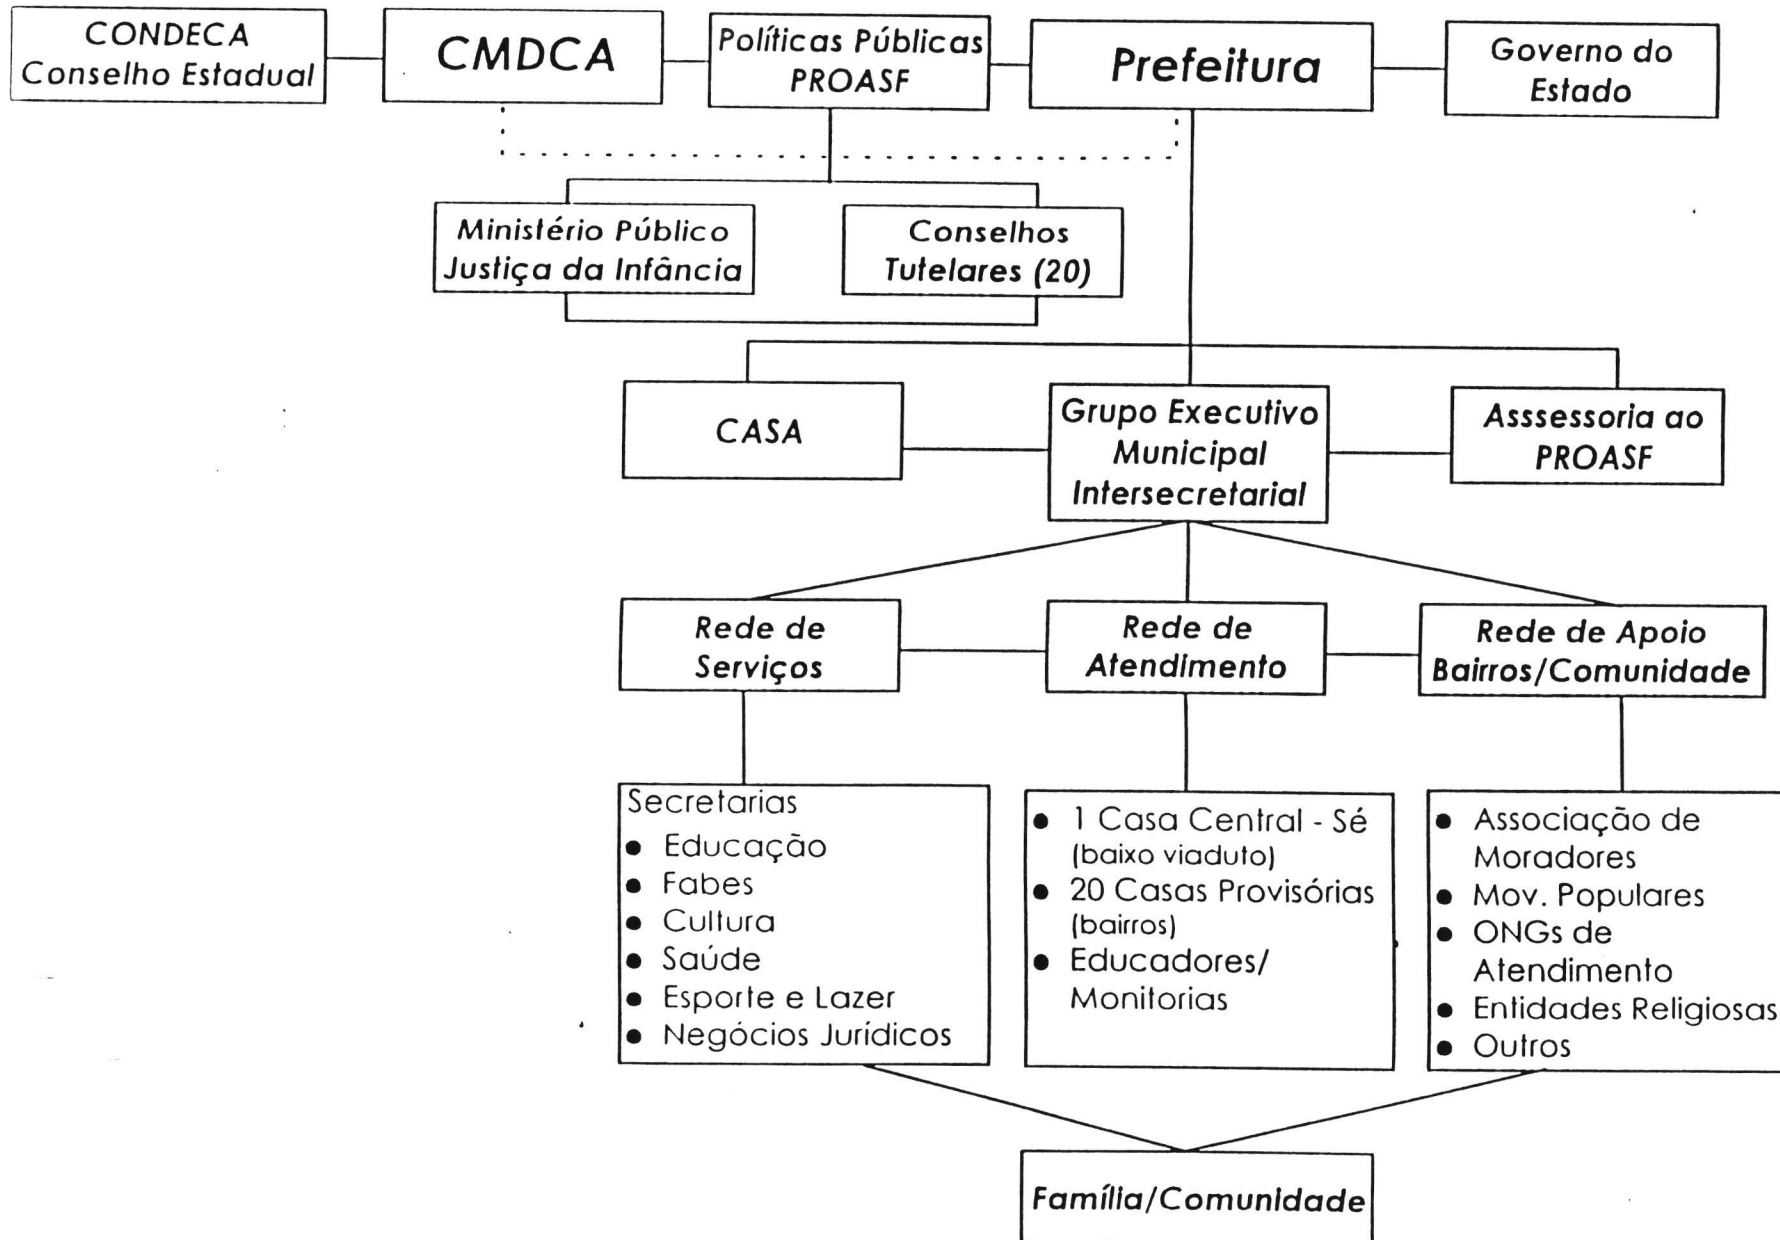 CONDECA
Conselho Estadual
CMDCA
Políticas Públicas
PROASF
Prefeitura
Governo do
Estado
Ministério Público
Justiça da Infância
Conselhos
Tutelares (20)
CASA
Grupo Executivo
Municipal
Intersecretarial
Asssessoria ao
PROASF
Rede de
Serviços
Rede de
Atendimento
Rede de Apoio
Bairros/Comunidade
Secretarias
● Educação
● Fabes
● Cultura
● Saúde
● Esporte e Lazer
● Negócios Jurídicos
● 1 Casa Central - Sé
(baixo viaduto)
● 20 Casas Provisórias
(bairros)
● Educadores/
Monitorias
● Associação de
Moradores
● Mov. Populares
● ONGs de
Atendimento
● Entidades Religiosas
● Outros
Família/Comunidade